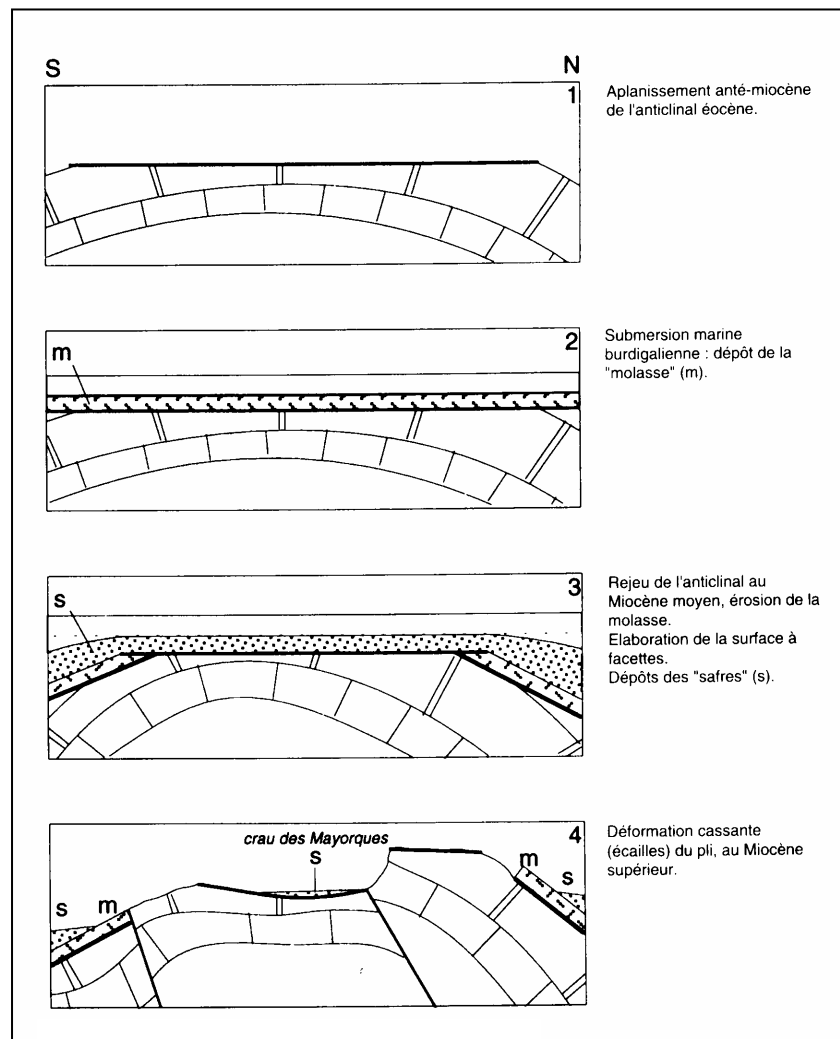 S N
1
Aplanissement anté-miocène
de l'anticlinal éocène.
m
2
Submersion marine
burdigalienne : dépôt de la
"molasse" (m).
s
3
Rejeu de l'anticlinal au
Miocène moyen, érosion de la
molasse.
Elaboration de la surface à
facettes.
Dépôts des "safres" (s).
4
crau des Mayorques
s
m
s
s m
Déformation cassante
(écailles) du pli, au Miocène
supérieur.